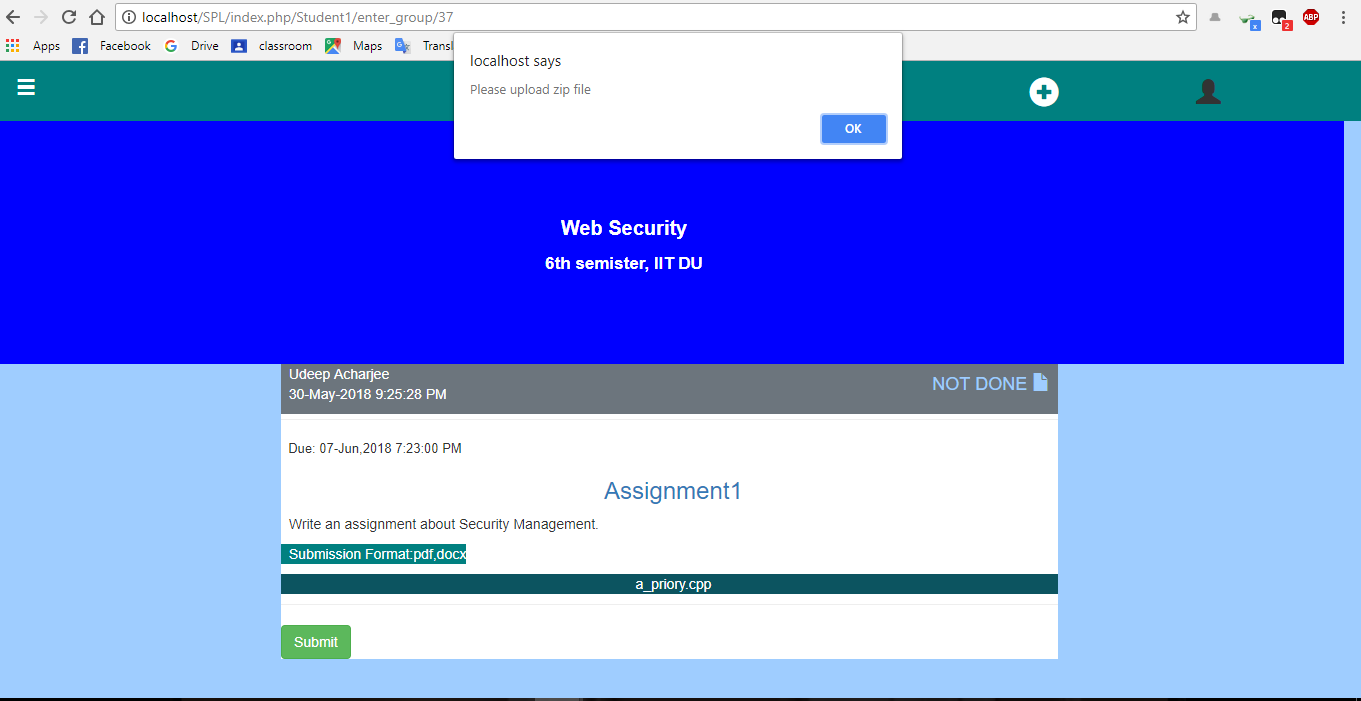 localhost/SPL/index.php/Student1/enter_group/37
ABP
x
2
Apps Facebook Drive classroom Maps Transl
localhost says
Please upload zip file
OK
Web Security
6th semister, IIT DU
Udeep Acharjee
30-May-2018 9:25:28 PM
NOT DONE
Due: 07-Jun,2018 7:23:00 PM
Assignment1
Write an assignment about Security Management.
Submission Format:pdf,docx
a_priory.cpp
Submit